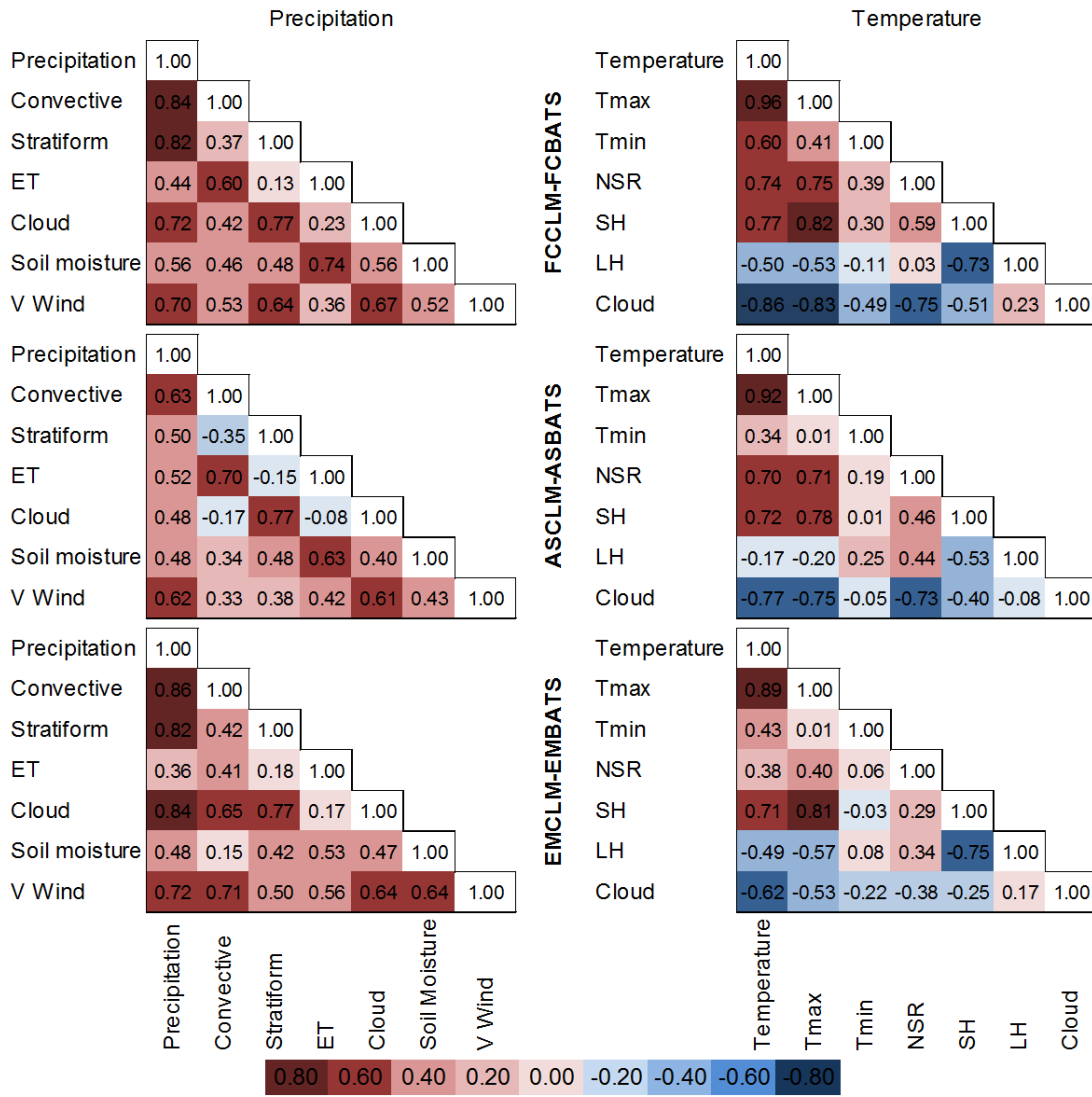 Precipitation Temperature
Precipitation 1.00
Convective 0.84 1.00
Stratiform 0.82 0.37 1.00
ET 0.44 0.60 0.13 1.00
Cloud 0.72 0.42 0.77 0.23 1.00
Soil moisture 0.56 0.46 0.48 0.74 0.56 1.00
V Wind 0.70 0.53 0.64 0.36 0.67 0.52 1.00
FCCLM-FCBATS
Temperature 1.00
Tmax 0.96 1.00
Tmin 0.60 0.41 1.00
NSR 0.74 0.75 0.39 1.00
SH 0.77 0.82 0.30 0.59 1.00
LH -0.50 -0.53 -0.11 0.03 -0.73 1.00
Cloud -0.86 -0.83 -0.49 -0.75 -0.51 0.23 1.00
Precipitation 1.00
Convective 0.63 1.00
Stratiform 0.50 -0.35 1.00
ET 0.52 0.70 -0.15 1.00
Cloud 0.48 -0.17 0.77 -0.08 1.00
Soil moisture 0.48 0.34 0.48 0.63 0.40 1.00
V Wind 0.62 0.33 0.38 0.42 0.61 0.43 1.00
ASCLM-ASBATS
Temperature 1.00
Tmax 0.92 1.00
Tmin 0.34 0.01 1.00
NSR 0.70 0.71 0.19 1.00
SH 0.72 0.78 0.01 0.46 1.00
LH -0.17 -0.20 0.25 0.44 -0.53 1.00
Cloud -0.77 -0.75 -0.05 -0.73 -0.40 -0.08 1.00
Precipitation 1.00
Convective 0.86 1.00
Stratiform 0.82 0.42 1.00
ET 0.36 0.41 0.18 1.00
Cloud 0.84 0.65 0.77 0.17 1.00
Soil moisture 0.48 0.15 0.42 0.53 0.47 1.00
V Wind 0.72 0.71 0.50 0.56 0.64 0.64 1.00
EMCLM-EMBATS
Temperature 1.00
Tmax 0.89 1.00
Tmin 0.43 0.01 1.00
NSR 0.38 0.40 0.06 1.00
SH 0.71 0.81 -0.03 0.29 1.00
LH -0.49 -0.57 0.08 0.34 -0.75 1.00
Cloud -0.62 -0.53 -0.22 -0.38 -0.25 0.17 1.00
Precipitation
Convective
Stratiform
ET
Cloud
Soil Moisture
V Wind
Temperature
Tmax
Tmin
NSR
SH
LH
Cloud
0.80 0.60 0.40 0.20 0.00 -0.20 -0.40 -0.60 -0.80